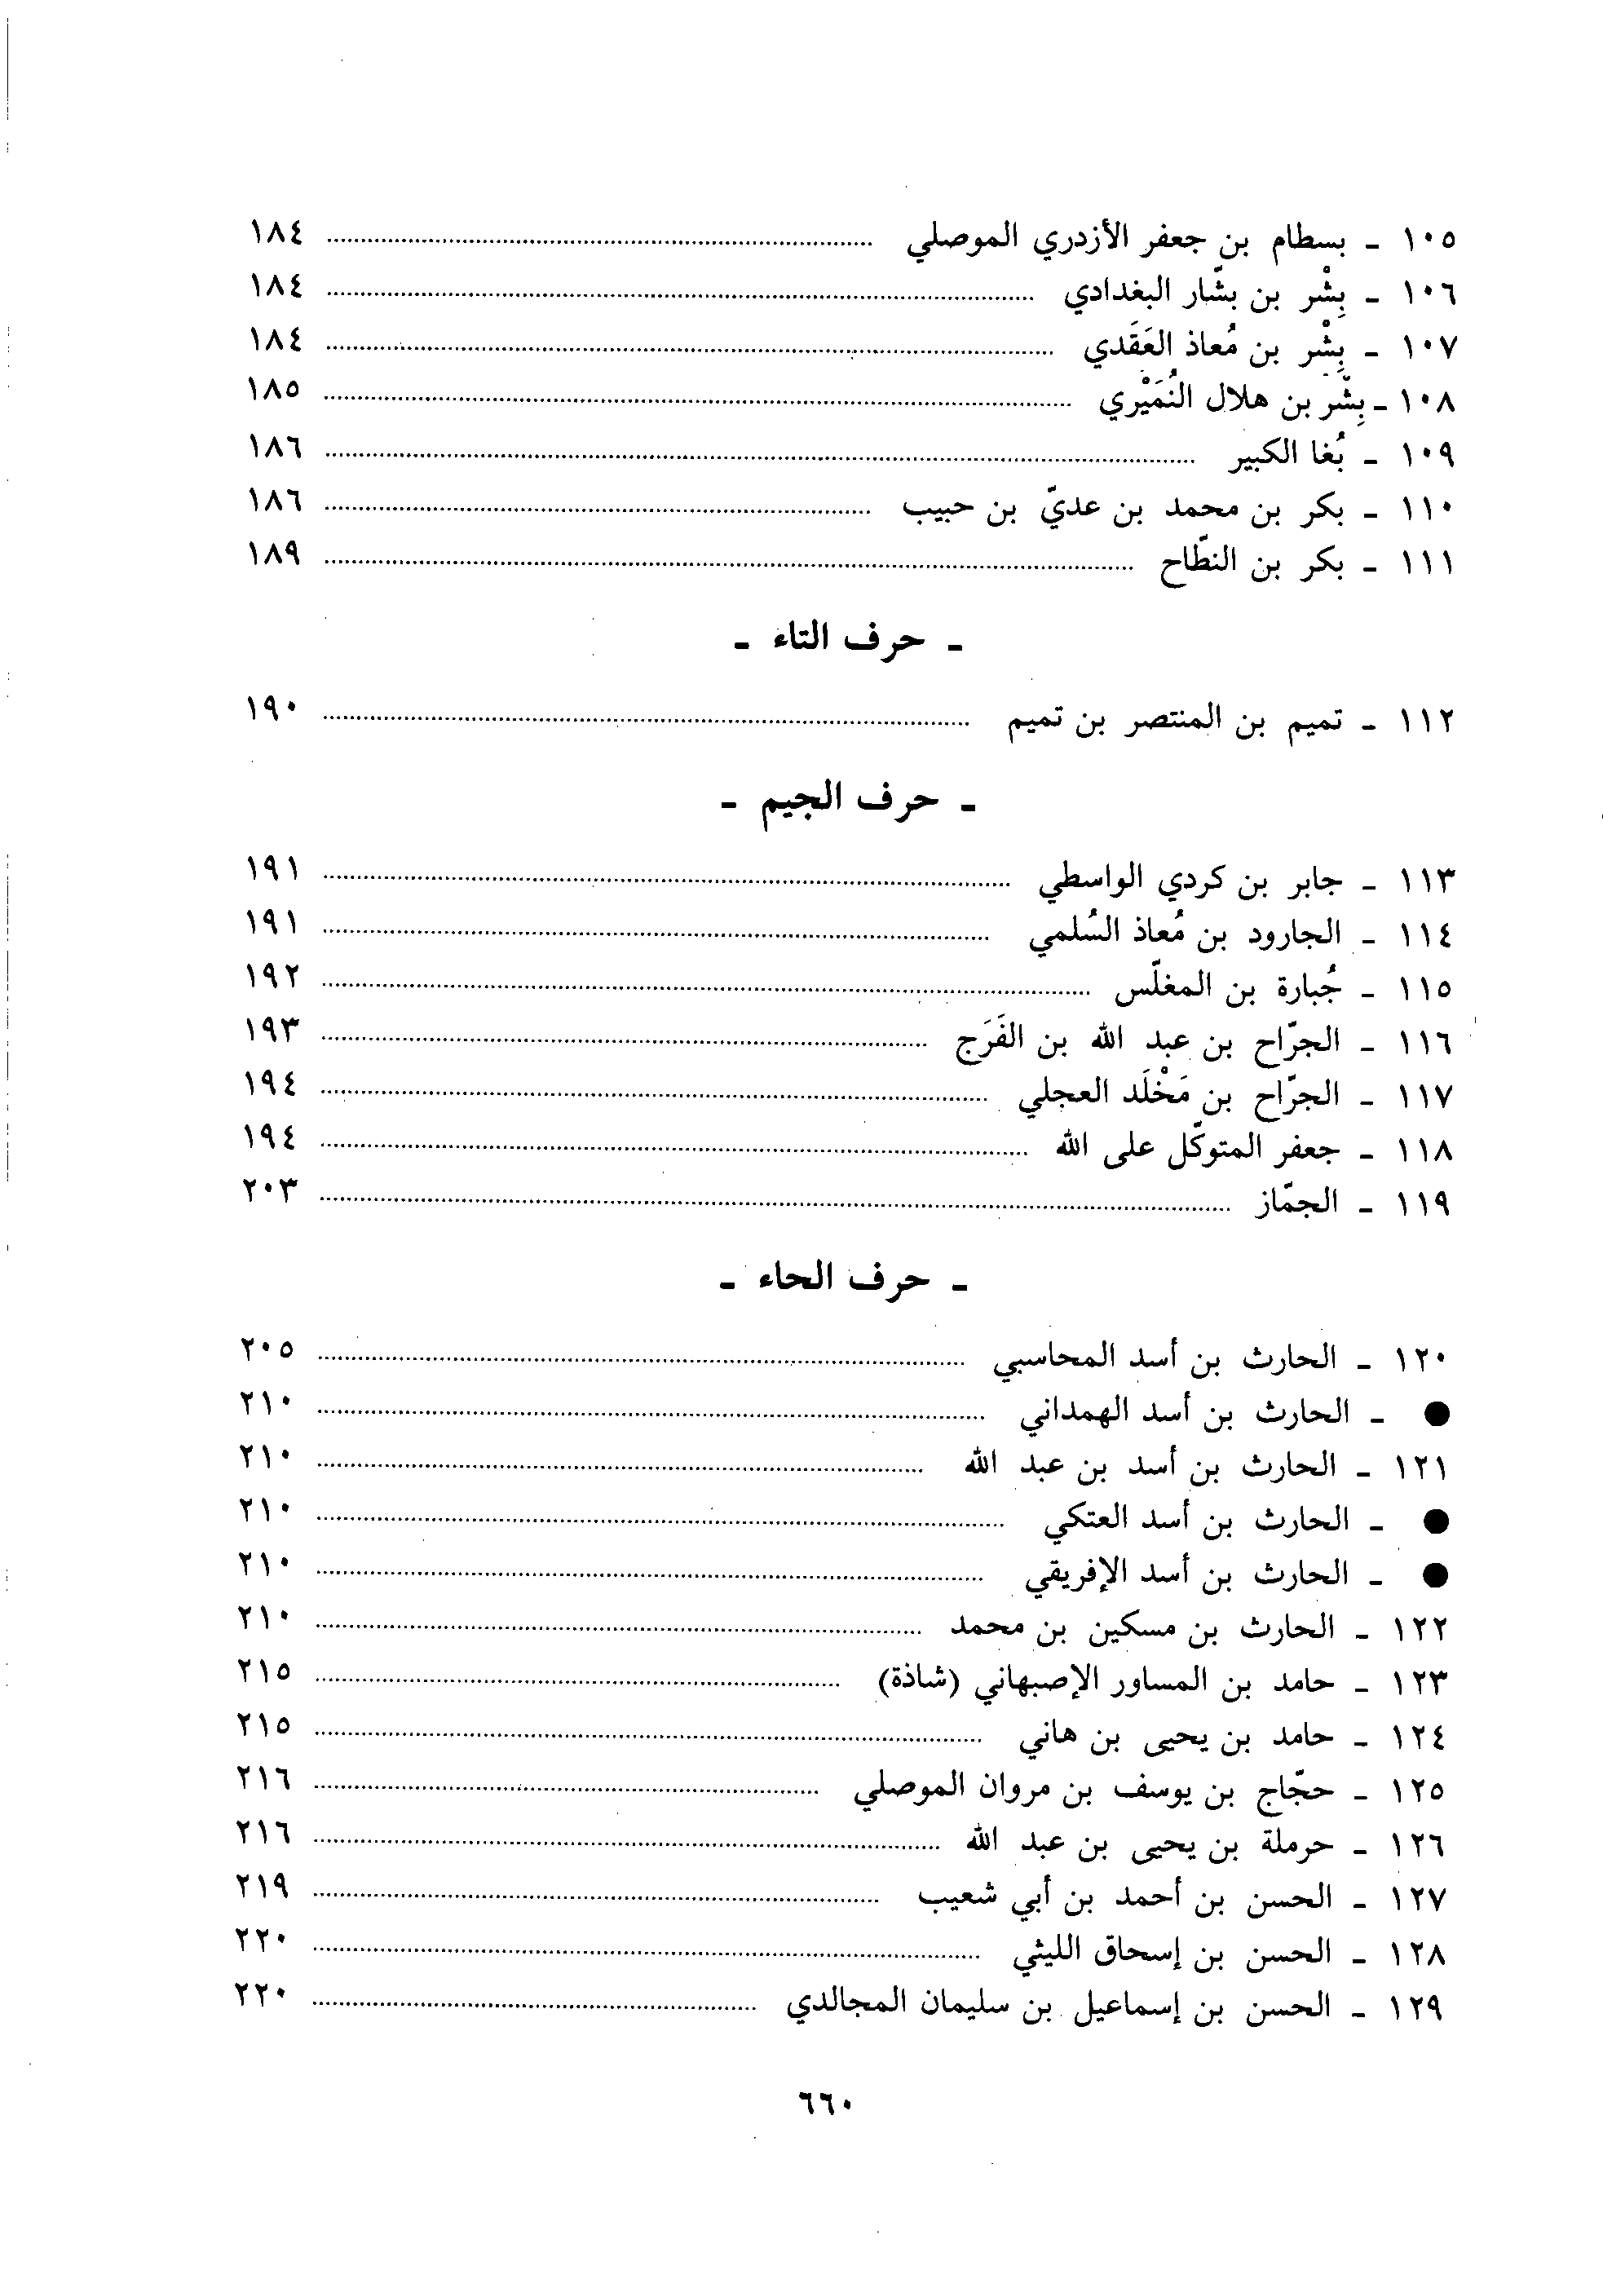 ١٠٥ - بسطام بن جعفر الأزدري الموصلي ........ ١٨٤
١٠٦ - بِشْر بن بشّار البغدادي ........ ١٨٤
١٠٧ - بِشْر بن مُعاذ العَقَدي ........ ١٨٤
١٠٨ - بِشْر بن هلال النُمَيْري ........ ١٨٥
١٠٩ - بُغا الكبير ........ ١٨٦
١١٠ - بكر بن محمد بن عديّ بن حبيب ........ ١٨٦
١١١ - بكر بن النطّاح ........ ١٨٩
- حرف التاء -
١١٢ - تميم بن المنتصر بن تميم ........ ١٩٠
- حرف الجيم -
١١٣ - جابر بن كردي الواسطي ........ ١٩١
١١٤ - الجارود بن مُعاذ السُلمي ........ ١٩١
١١٥ - جُبارة بن المغلّس ........ ١٩٢
١١٦ - الجرّاح بن عبد الله بن الفَرَج ........ ١٩٣
١١٧ - الجرّاح بن مَخْلَد العجلي ........ ١٩٤
١١٨ - جعفر المتوكّل على الله ........ ١٩٤
١١٩ - الجمّاز ........ ٢٠٣
- حرف الحاء -
١٢٠ - الحارث بن أسد المحاسبي ........ ٢٠٥
● - الحارث بن أسد الهمداني ........ ٢١٠
١٢١ - الحارث بن أسد بن عبد الله ........ ٢١٠
● - الحارث بن أسد العتكي ........ ٢١٠
● - الحارث بن أسد الإفريقي ........ ٢١٠
١٢٢ - الحارث بن مسكين بن محمد ........ ٢١٠
١٢٣ - حامد بن المساور الإصبهاني (شاذة) ........ ٢١٥
١٢٤ - حامد بن يحيى بن هاني ........ ٢١٥
١٢٥ - حجّاج بن يوسف بن مروان الموصلي ........ ٢١٦
١٢٦ - حرملة بن يحيى بن عبد الله ........ ٢١٦
١٢٧ - الحسن بن أحمد بن أبي شعيب ........ ٢١٩
١٢٨ - الحسن بن إسحاق الليثي ........ ٢٢٠
١٢٩ - الحسن بن إسماعيل بن سليمان المجالدي ........ ٢٢٠
٦٦٠